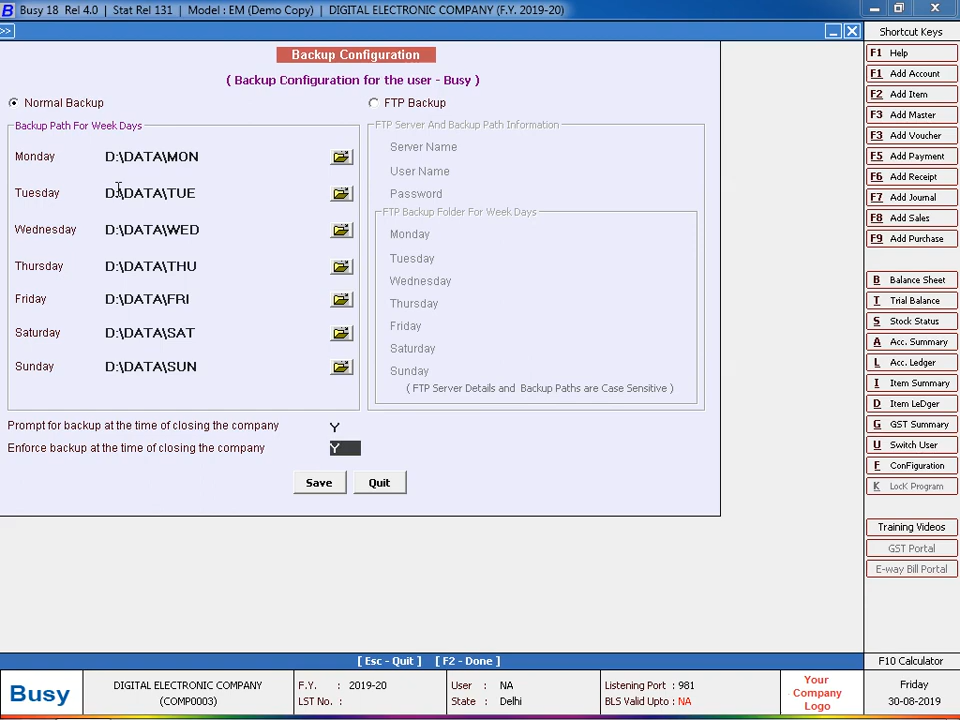 B Busy 18 Rel 4.0 | Stat Rel 131 | Model : EM (Demo Copy) | DIGITAL ELECTRONIC COMPANY (F.Y. 2019-20)
>>
Backup Configuration
( Backup Configuration for the user - Busy )
Normal Backup
Backup Path For Week Days
Monday D:\DATA\MON
Tuesday D:\DATA\TUE
Wednesday D:\DATA\WED
Thursday D:\DATA\THU
Friday D:\DATA\FRI
Saturday D:\DATA\SAT
Sunday D:\DATA\SUN
FTP Backup
FTP Server And Backup Path Information
Server Name
User Name
Password
FTP Backup Folder For Week Days
Monday
Tuesday
Wednesday
Thursday
Friday
Saturday
Sunday
( FTP Server Details and Backup Paths are Case Sensitive )
Prompt for backup at the time of closing the company Y
Enforce backup at the time of closing the company Y
Save Quit
Shortcut Keys
F1 Help
F1 Add Account
F2 Add Item
F3 Add Master
F3 Add Voucher
F5 Add Payment
F6 Add Receipt
F7 Add Journal
F8 Add Sales
F9 Add Purchase
B Balance Sheet
T Trial Balance
S Stock Status
A Acc. Summary
L Acc. Ledger
I Item Summary
D Item LeDger
G GST Summary
U Switch User
F ConFiguration
K LocK Program
Training Videos
GST Portal
E-way Bill Portal
[ Esc - Quit ] [ F2 - Done ]
F10 Calculator
Busy
DIGITAL ELECTRONIC COMPANY
(COMP0003)
F.Y. : 2019-20
LST No. :
User : NA
State : Delhi
Listening Port : 981
BLS Valid Upto : NA
Your
Company
Logo
Friday
30-08-2019